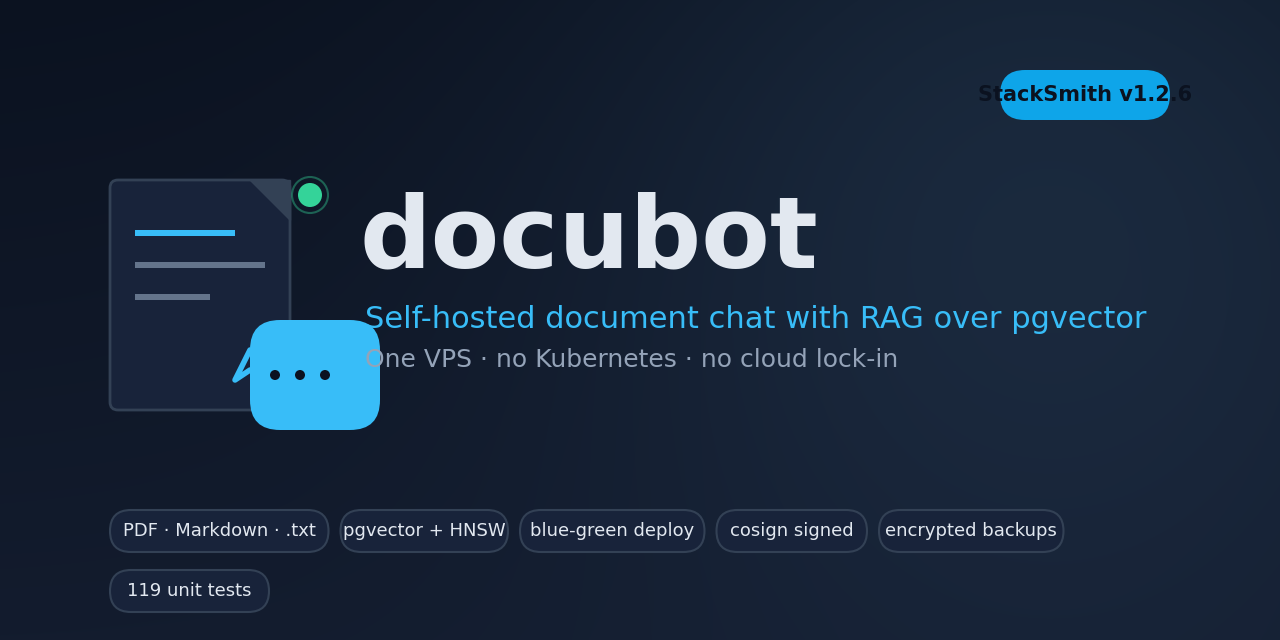 StackSmith v1.2.6
docubot
Self-hosted document chat with RAG over pgvector
One VPS · no Kubernetes · no cloud lock-in
PDF · Markdown · .txt
pgvector + HNSW
blue-green deploy
cosign signed
encrypted backups
119 unit tests